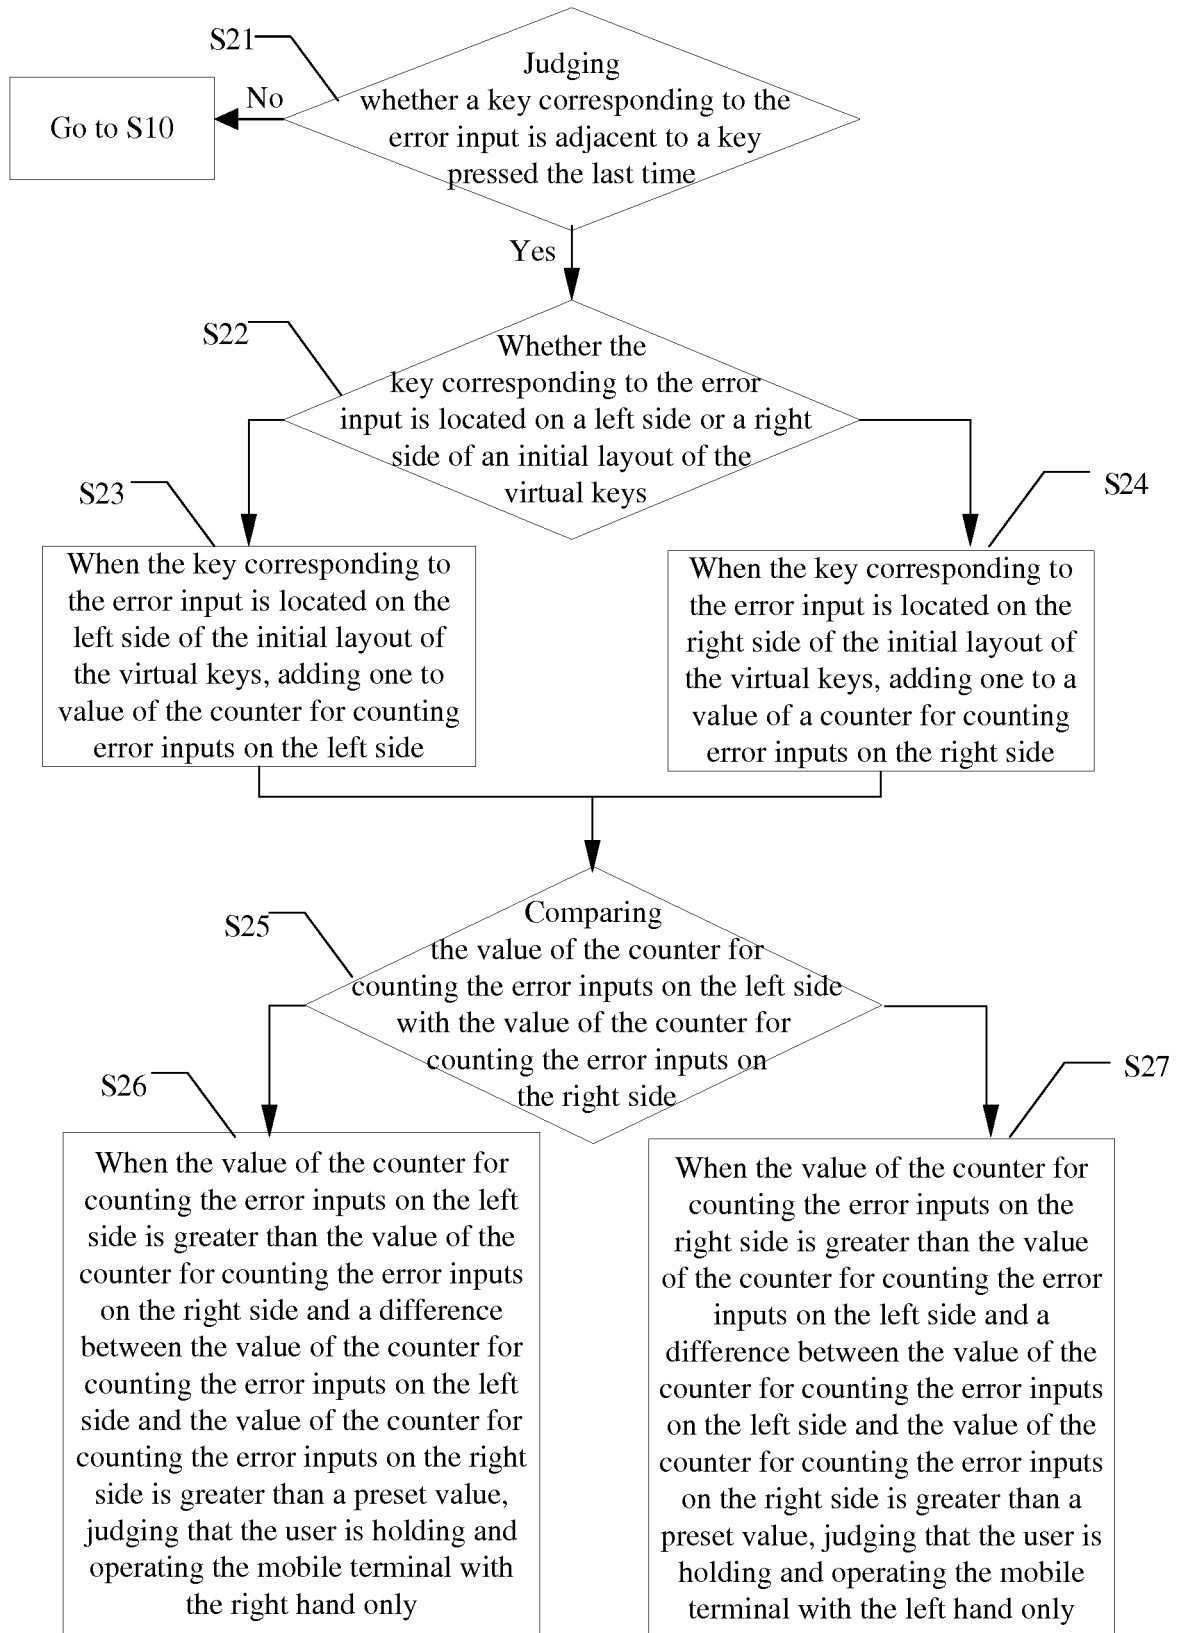 S21
Judging
whether a key corresponding to the
error input is adjacent to a key
pressed the last time
No
Go to S10
Yes
S22
Whether the
key corresponding to the error
input is located on a left side or a right
side of an initial layout of the
virtual keys
S23
S24
When the key corresponding to
the error input is located on the
left side of the initial layout of
the virtual keys, adding one to
value of the counter for counting
error inputs on the left side
When the key corresponding to
the error input is located on the
right side of the initial layout of
the virtual keys, adding one to a
value of a counter for counting
error inputs on the right side
S25
Comparing
the value of the counter for
counting the error inputs on the left side
with the value of the counter for
counting the error inputs on
the right side
S26
S27
When the value of the counter for
counting the error inputs on the left
side is greater than the value of the
counter for counting the error inputs
on the right side and a difference
between the value of the counter for
counting the error inputs on the left
side and the value of the counter for
counting the error inputs on the right
side is greater than a preset value,
judging that the user is holding and
operating the mobile terminal with
the right hand only
When the value of the counter for
counting the error inputs on the
right side is greater than the value
of the counter for counting the error
inputs on the left side and a
difference between the value of the
counter for counting the error inputs
on the left side and the value of the
counter for counting the error inputs
on the right side is greater than a
preset value, judging that the user is
holding and operating the mobile
terminal with the left hand only